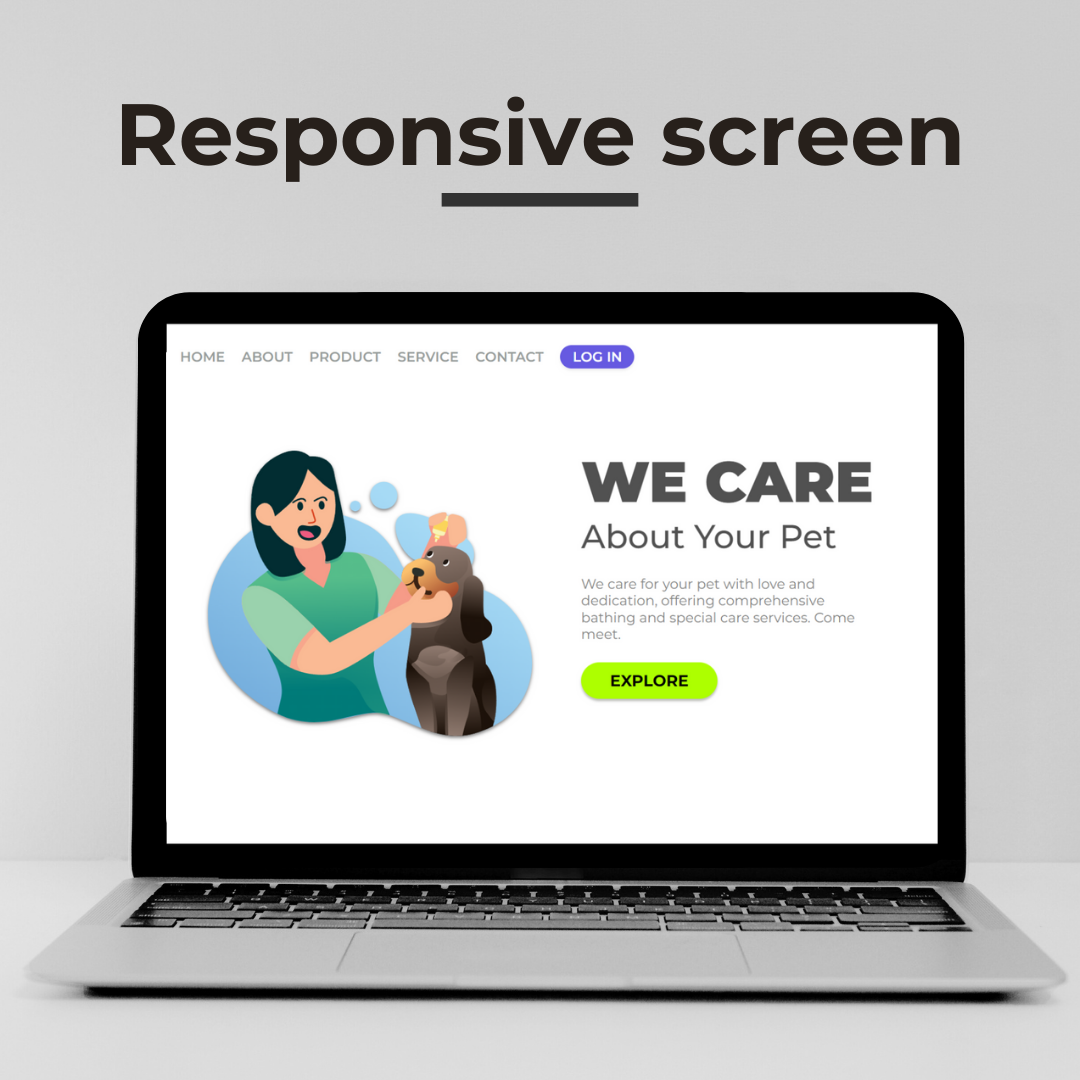 Responsive screen
HOME ABOUT PRODUCT SERVICE CONTACT LOG IN
WE CARE
About Your Pet
We care for your pet with love and
dedication, offering comprehensive
bathing and special care services. Come
meet.
EXPLORE